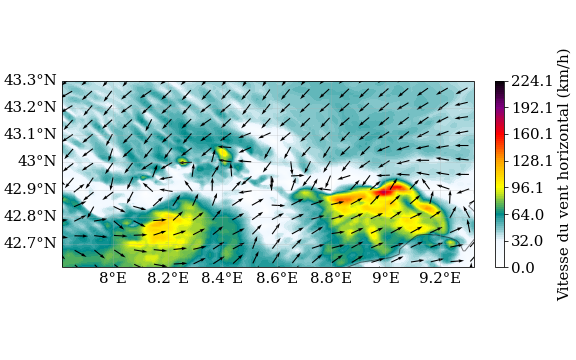 43.3°N
43.2°N
43.1°N
43°N
42.9°N
42.8°N
42.7°N
8°E 8.2°E 8.4°E 8.6°E 8.8°E 9°E 9.2°E
224.1
192.1
160.1
128.1
96.1
64.0
32.0
0.0
Vitesse du vent horizontal (km/h)